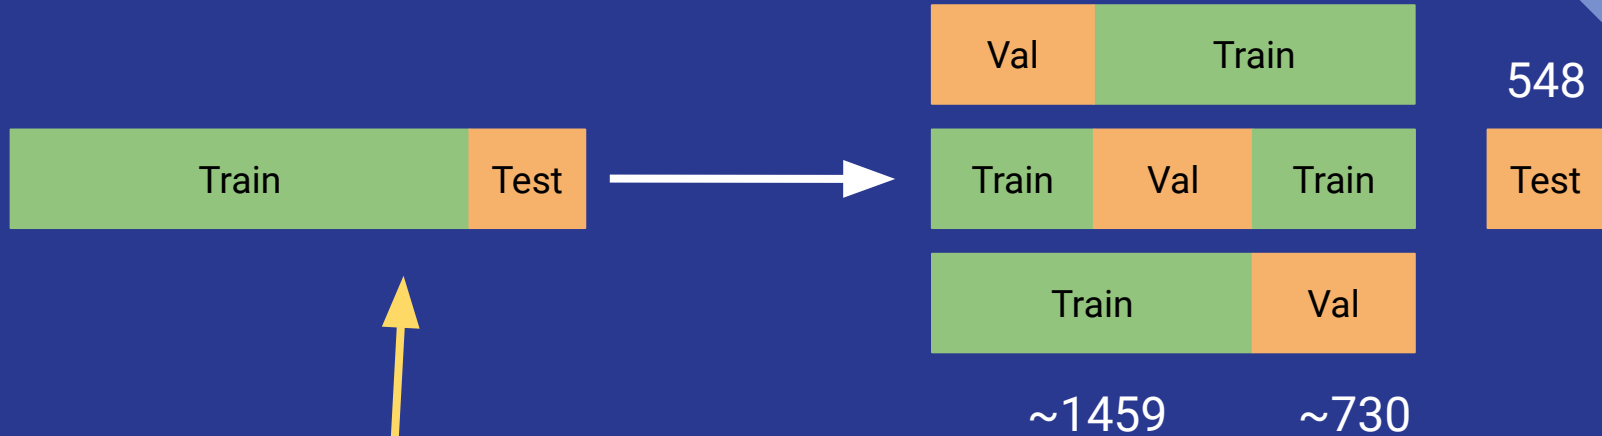 Train Test
Val Train
Train Val Train
Train Val
~1459 ~730
548
Test